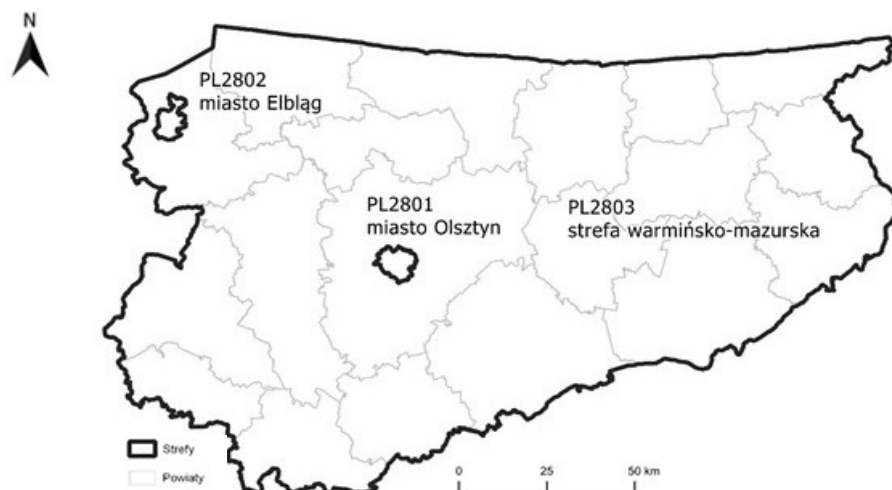 N
PL2802
miasto Elbląg
PL2801
miasto Olsztyn
PL2803
strefa warmińsko-mazurska
Strefy
Powiaty
0 25 50 km